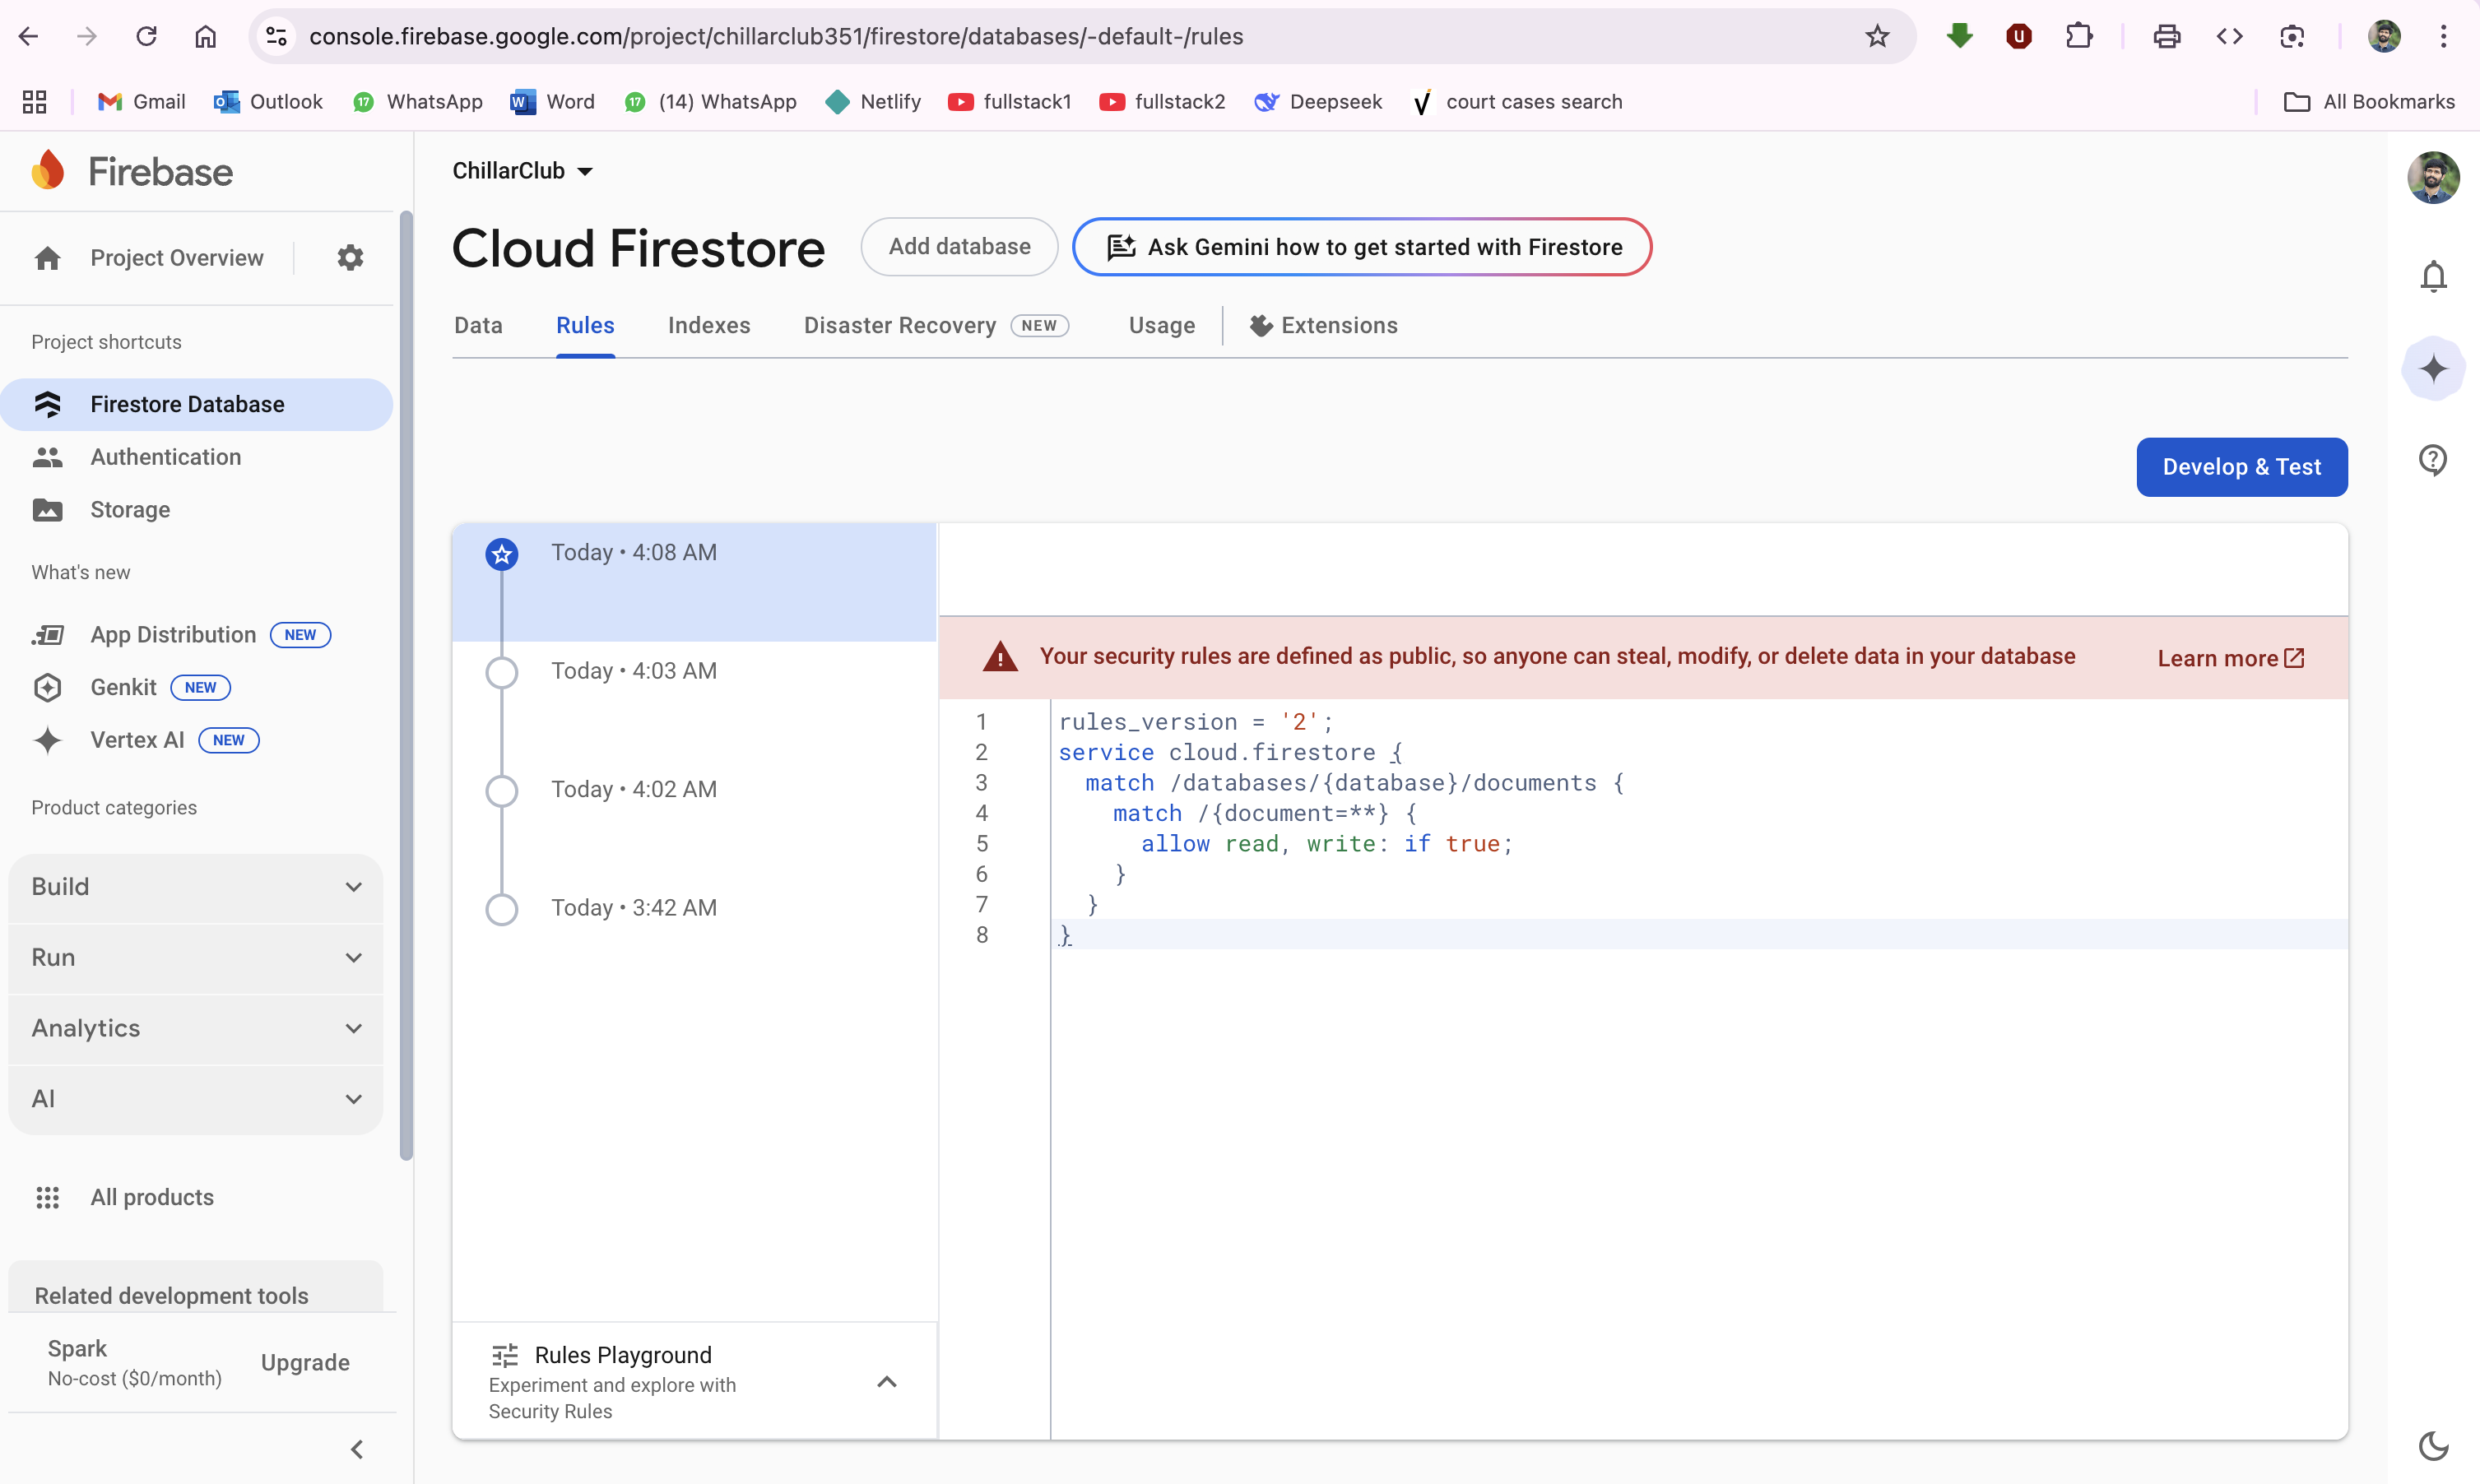 console.firebase.google.com/project/chillarclub351/firestore/databases/-default-/rules
Gmail
Outlook
17 WhatsApp
Word
17 (14) WhatsApp
Netlify
fullstack1
fullstack2
Deepseek
court cases search
All Bookmarks
Firebase
Project Overview
Project shortcuts
Firestore Database
Authentication
Storage
What's new
App Distribution NEW
Genkit NEW
Vertex AI NEW
Product categories
Build
Run
Analytics
AI
All products
Related development tools
Spark
No-cost ($0/month)
Upgrade
ChillarClub
Cloud Firestore
Add database
Ask Gemini how to get started with Firestore
Data
Rules
Indexes
Disaster Recovery NEW
Usage
Extensions
Develop & Test
Today • 4:08 AM
Today • 4:03 AM
Today • 4:02 AM
Today • 3:42 AM
Rules Playground
Experiment and explore with
Security Rules
Your security rules are defined as public, so anyone can steal, modify, or delete data in your database
Learn more
1 rules_version = '2';
2 service cloud.firestore {
3   match /databases/{database}/documents {
4     match /{document=**} {
5       allow read, write: if true;
6     }
7   }
8 }